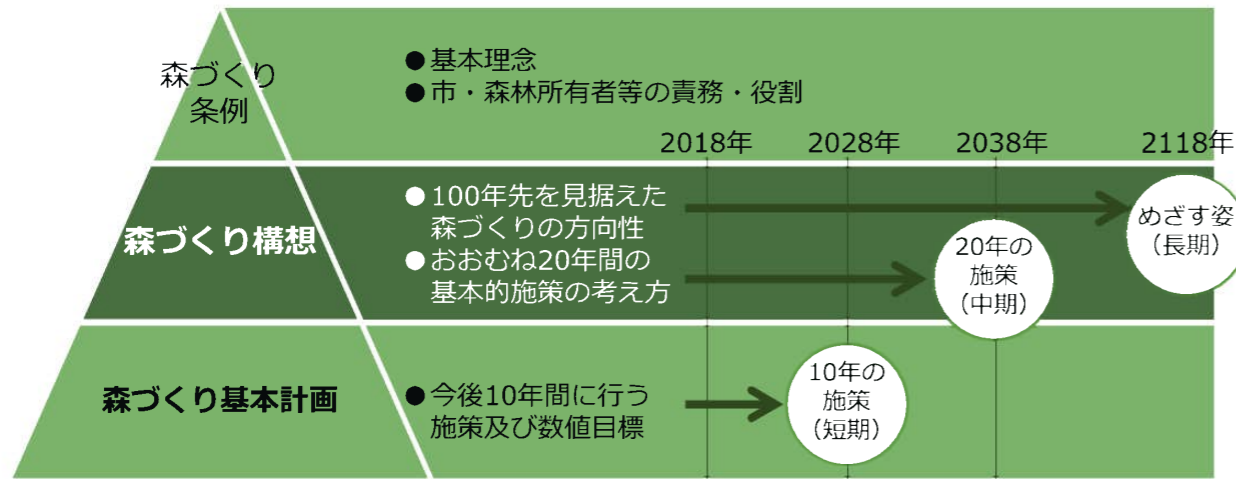 森づくり
条例
●基本理念
●市・森林所有者等の責務・役割
2018年
2028年
2038年
2118年
森づくり構想
●100年先を見据えた
森づくりの方向性
●おおむね20年間の
基本的施策の考え方
めざす姿
（長期）
20年の
施策
（中期）
森づくり基本計画
●今後10年間に行う
施策及び数値目標
10年の
施策
（短期）